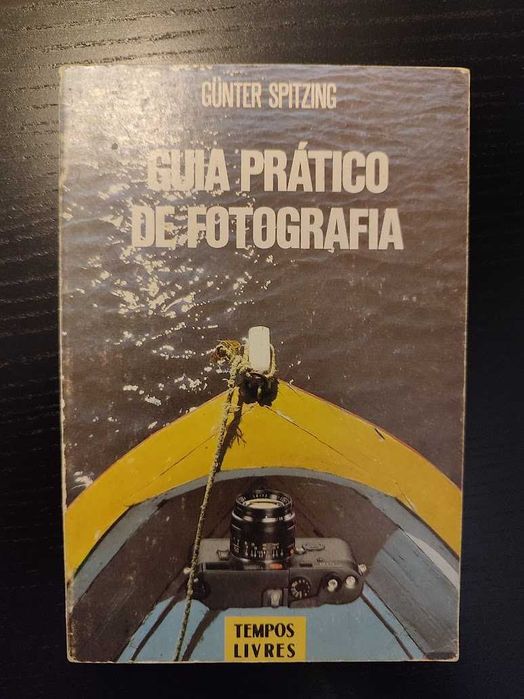 GÜNTER SPITZING
GUIA PRÁTICO
DE FOTOGRAFIA
TEMPOS
LIVRES